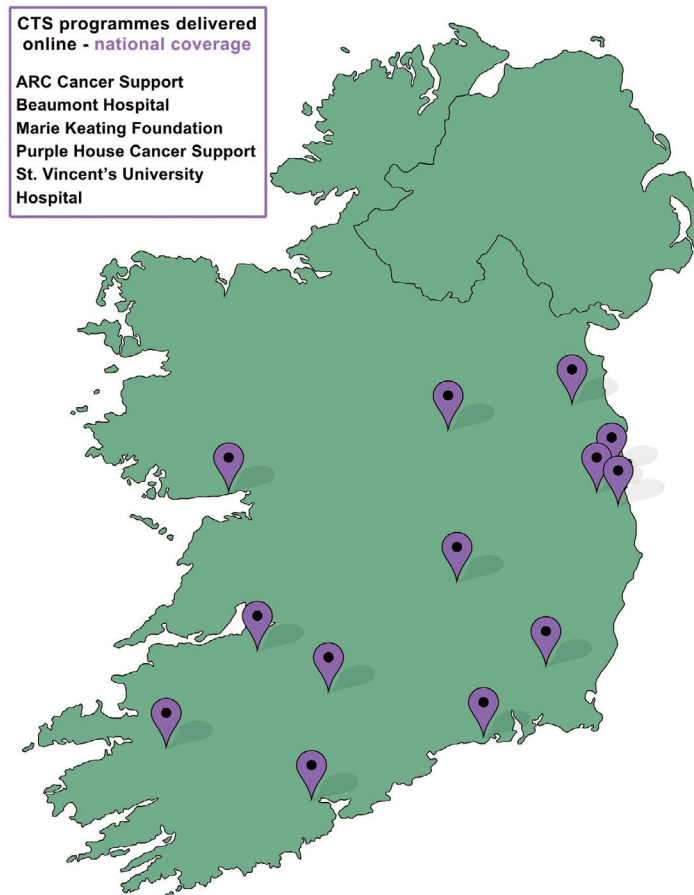 CTS programmes delivered
online - national coverage
ARC Cancer Support
Beaumont Hospital
Marie Keating Foundation
Purple House Cancer Support
St. Vincent's University
Hospital